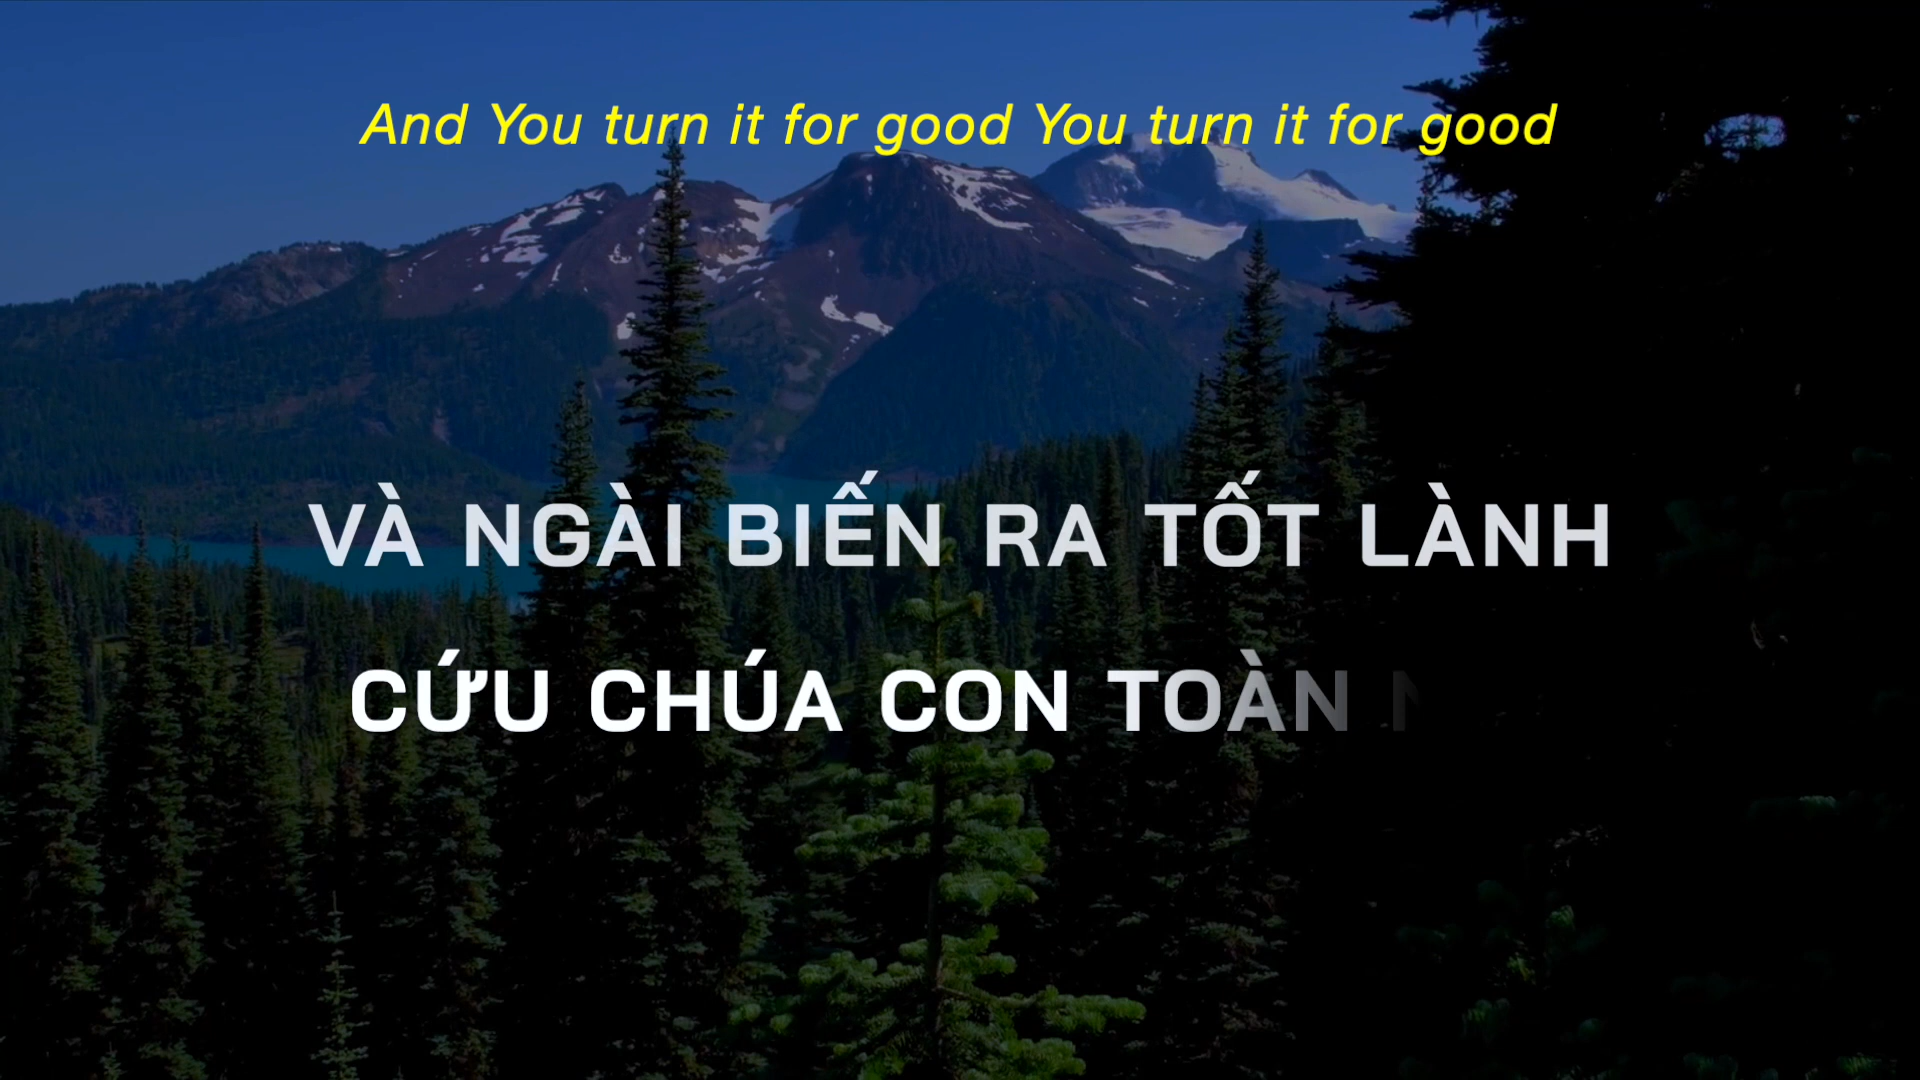 And You turn it for good You turn it for good
VÀ NGÀI BIẾN RA TỐT LÀNH
CỨU CHÚA CON TOÀN